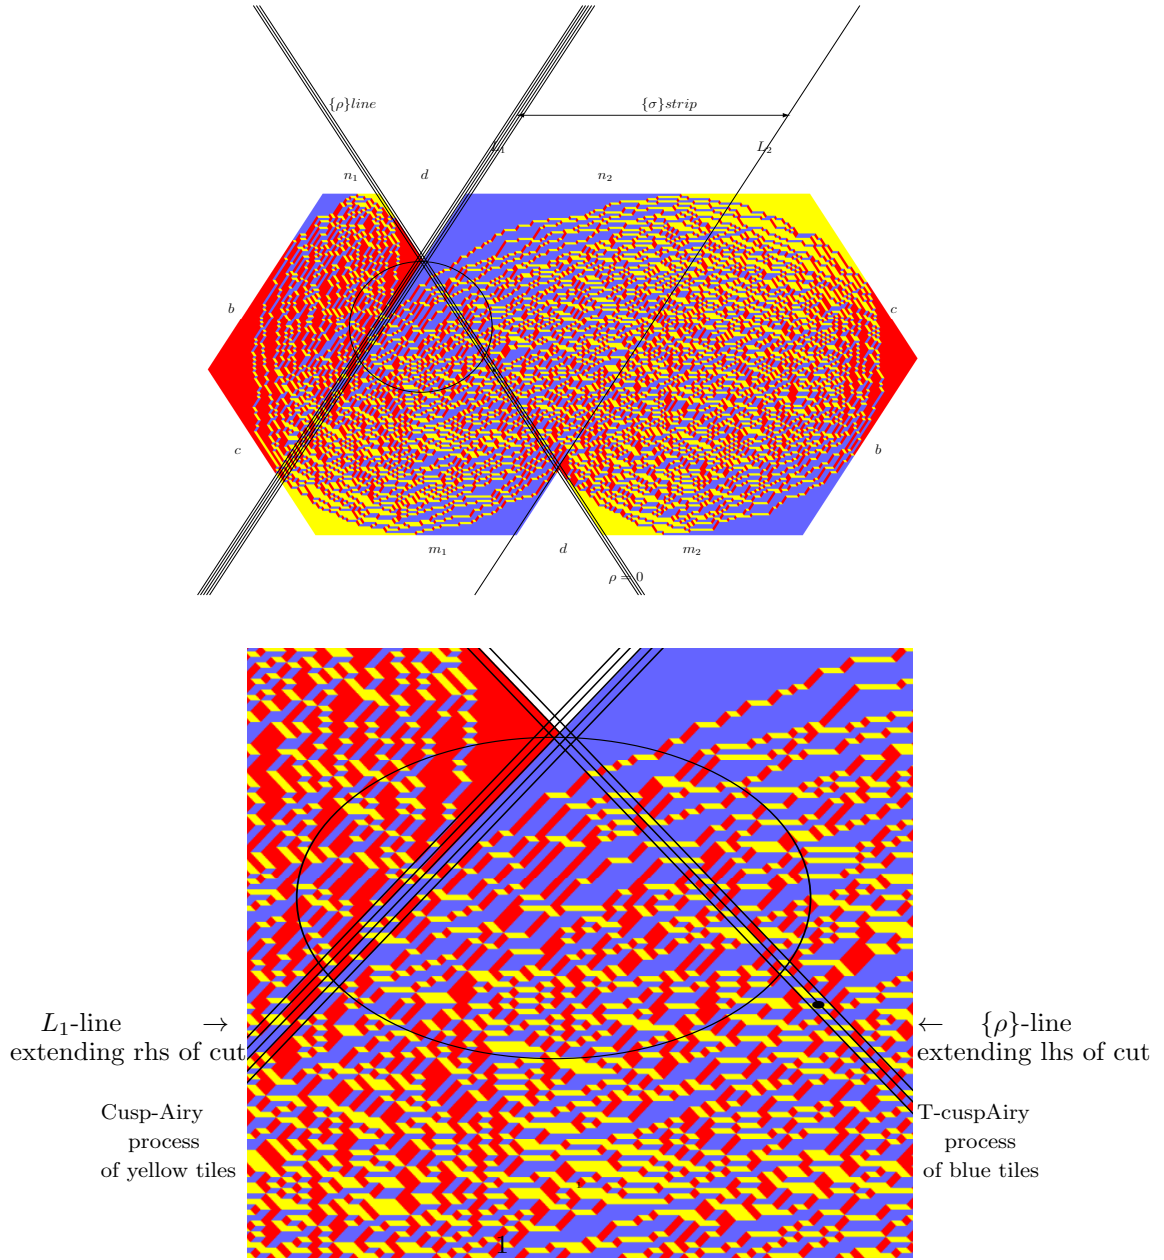 {ρ}line
{σ}strip
L₁
L₂
n₁
d
n₂
b
c
c
b
m₁
d
m₂
ρ = 0
L₁-line →
extending rhs of cut
← {ρ}-line
extending lhs of cut
Cusp-Airy
process
of yellow tiles
T-cuspAiry
process
of blue tiles
1